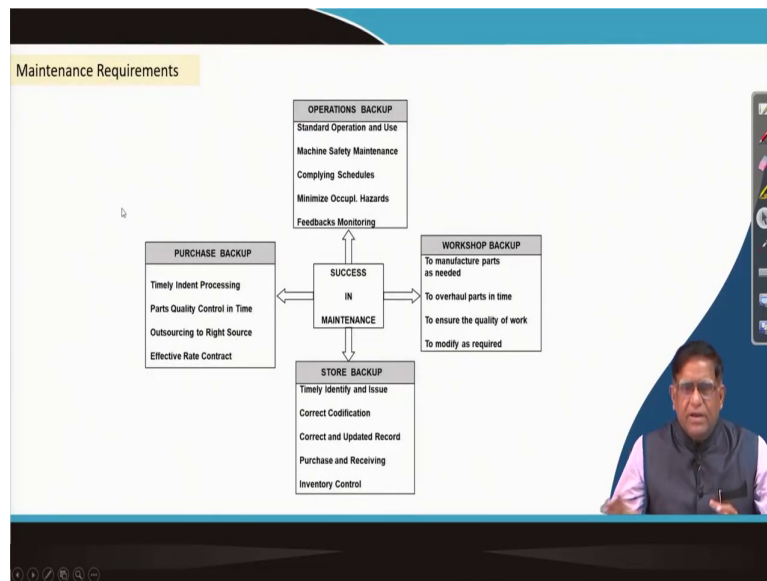 Maintenance Requirements
OPERATIONS BACKUP
Standard Operation and Use
Machine Safety Maintenance
Complying Schedules
Minimize Occupl. Hazards
Feedbacks Monitoring
PURCHASE BACKUP
Timely Indent Processing
Parts Quality Control in Time
Outsourcing to Right Source
Effective Rate Contract
SUCCESS
IN
MAINTENANCE
WORKSHOP BACKUP
To manufacture parts
as needed
To overhaul parts in time
To ensure the quality of work
To modify as required
STORE BACKUP
Timely Identify and Issue
Correct Codification
Correct and Updated Record
Purchase and Receiving
Inventory Control